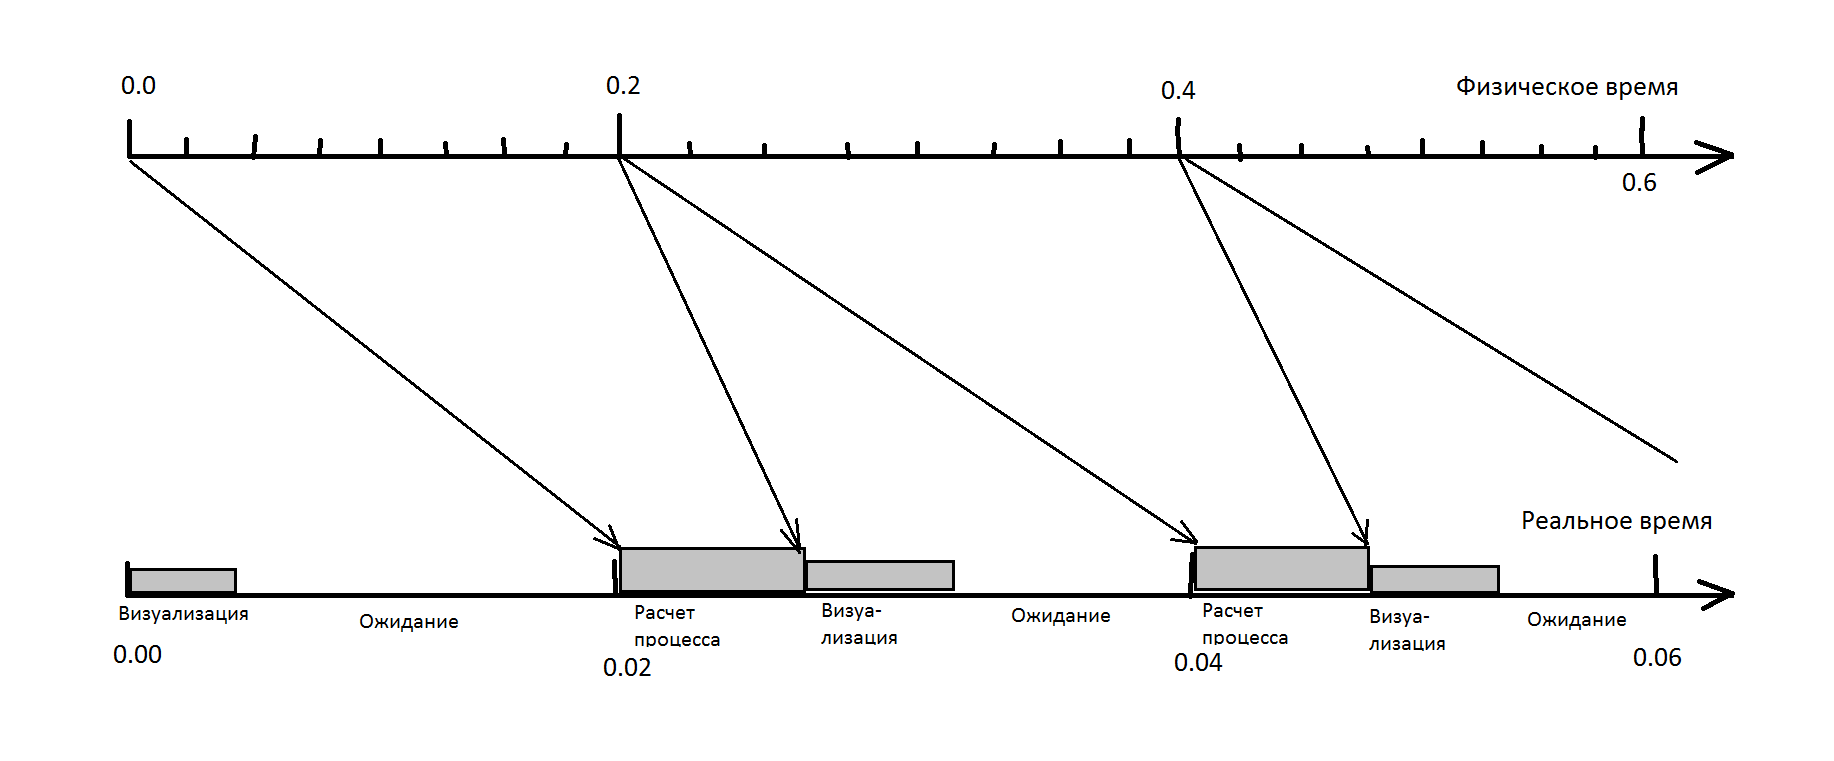 0.0
0.2
0.4
Физическое время
0.6
Реальное время
Визуализация
Ожидание
Расчет
процесса
Визуа-
лизация
Ожидание
Расчет
процесса
Визуа-
лизация
Ожидание
0.00
0.02
0.04
0.06